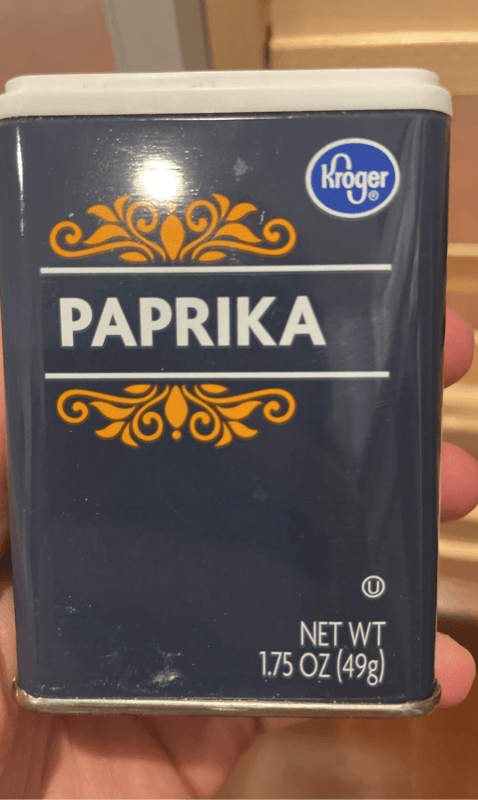 Kroger®
PAPRIKA
Ⓤ
NET WT
1.75 OZ (49g)